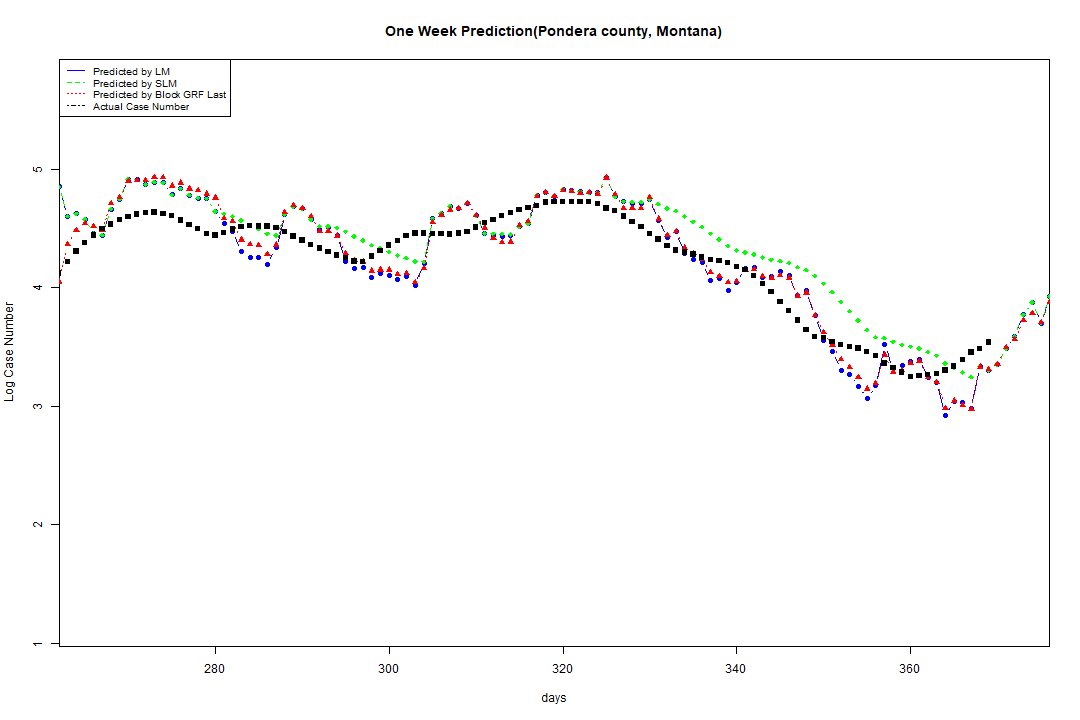 One Week Prediction(Pondera county, Montana)
Predicted by LM
Predicted by SLM
Predicted by Block GRF Last
Actual Case Number
Log Case Number
5
4
3
2
1
280
300
320
340
360
days